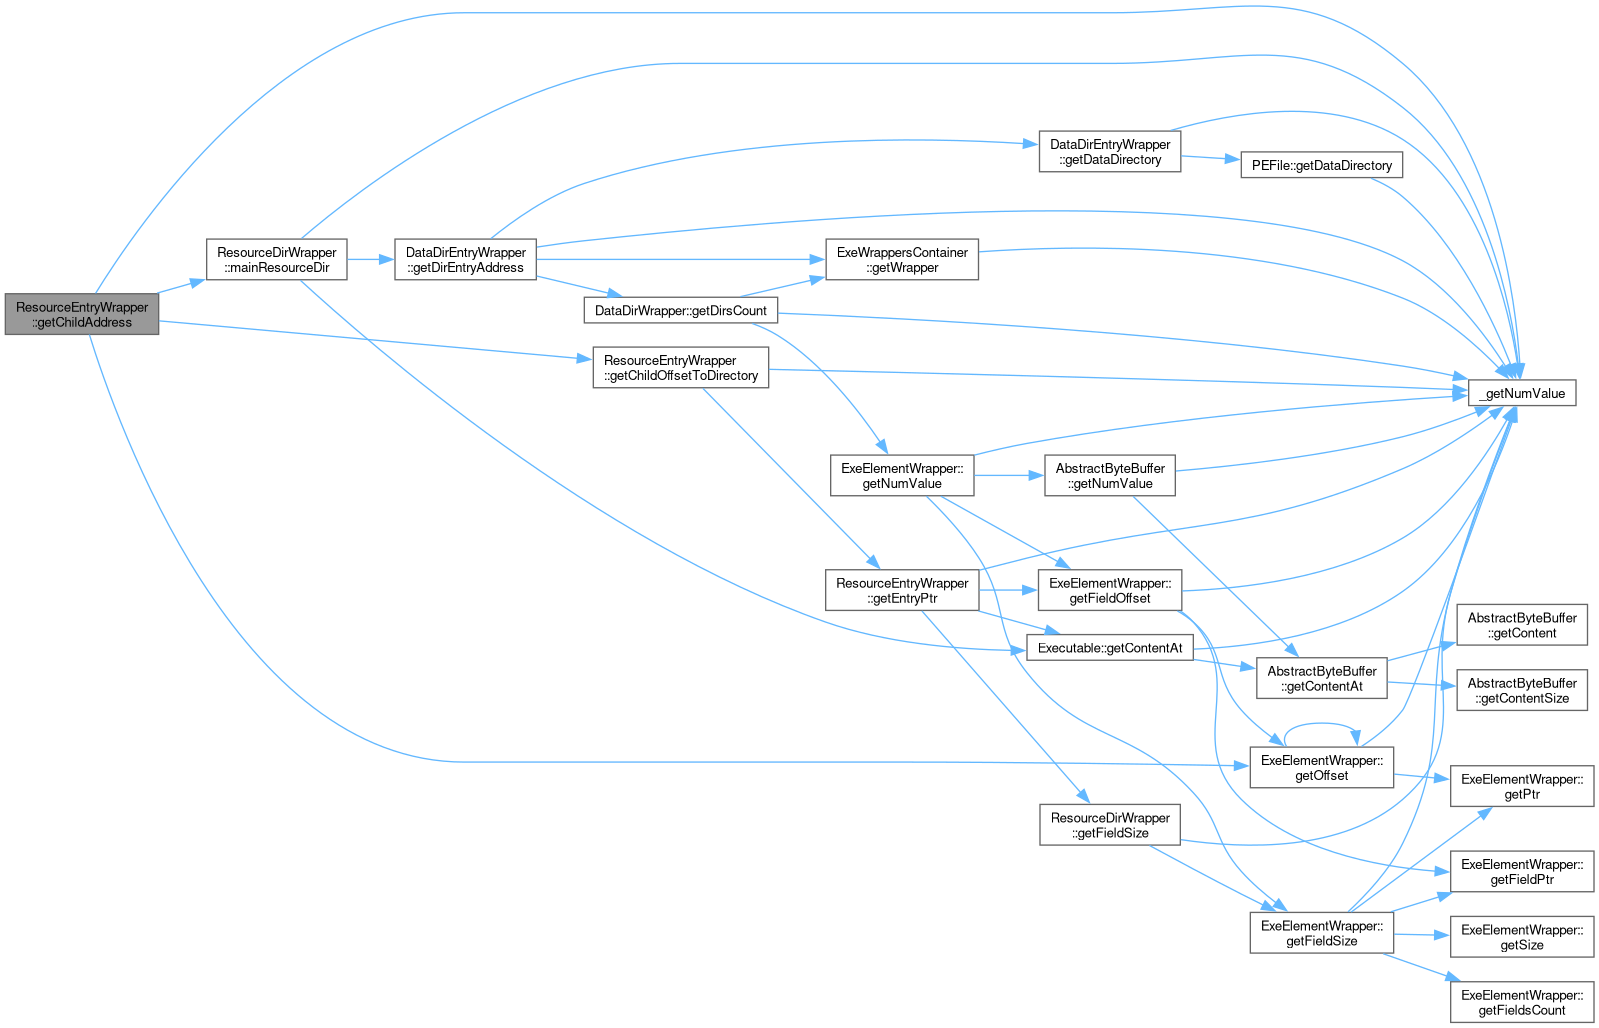 ResourceEntryWrapper
::getChildAddress
ResourceDirWrapper
::mainResourceDir
DataDirEntryWrapper
::getDirEntryAddress
DataDirEntryWrapper
::getDataDirectory
PEFile::getDataDirectory
ExeWrappersContainer
::getWrapper
DataDirWrapper::getDirsCount
ResourceEntryWrapper
::getChildOffsetToDirectory
_getNumValue
ExeElementWrapper::
getNumValue
AbstractByteBuffer
::getNumValue
ResourceEntryWrapper
::getEntryPtr
ExeElementWrapper::
getFieldOffset
Executable::getContentAt
AbstractByteBuffer
::getContentAt
AbstractByteBuffer
::getContent
AbstractByteBuffer
::getContentSize
ExeElementWrapper::
getOffset
ExeElementWrapper::
getPtr
ResourceDirWrapper
::getFieldSize
ExeElementWrapper::
getFieldPtr
ExeElementWrapper::
getFieldSize
ExeElementWrapper::
getSize
ExeElementWrapper::
getFieldsCount